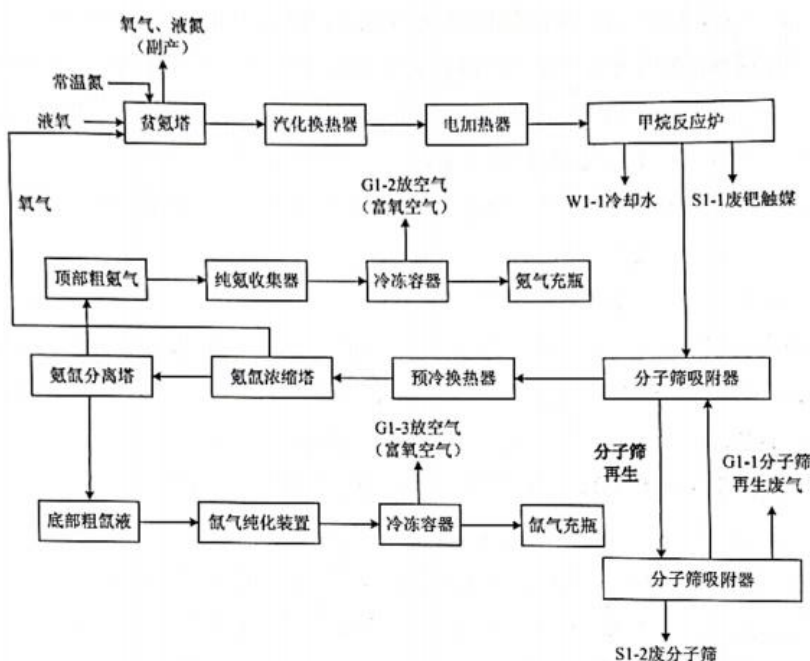 氧气、液氮
（副产）
常温氮
液氧
贫氪塔
汽化换热器
电加热器
甲烷反应炉
氧气
G1-2放空气
（富氧空气）
W1-1冷却水
S1-1废钯触媒
顶部粗氪气
纯氪收集器
冷冻容器
氪气充瓶
氪氙分离塔
氪氙浓缩塔
预冷换热器
分子筛吸附器
G1-3放空气
（富氧空气）
分子筛
再生
G1-1分子筛
再生废气
底部粗氙液
氙气纯化装置
冷冻容器
氙气充瓶
分子筛吸附器
S1-2废分子筛